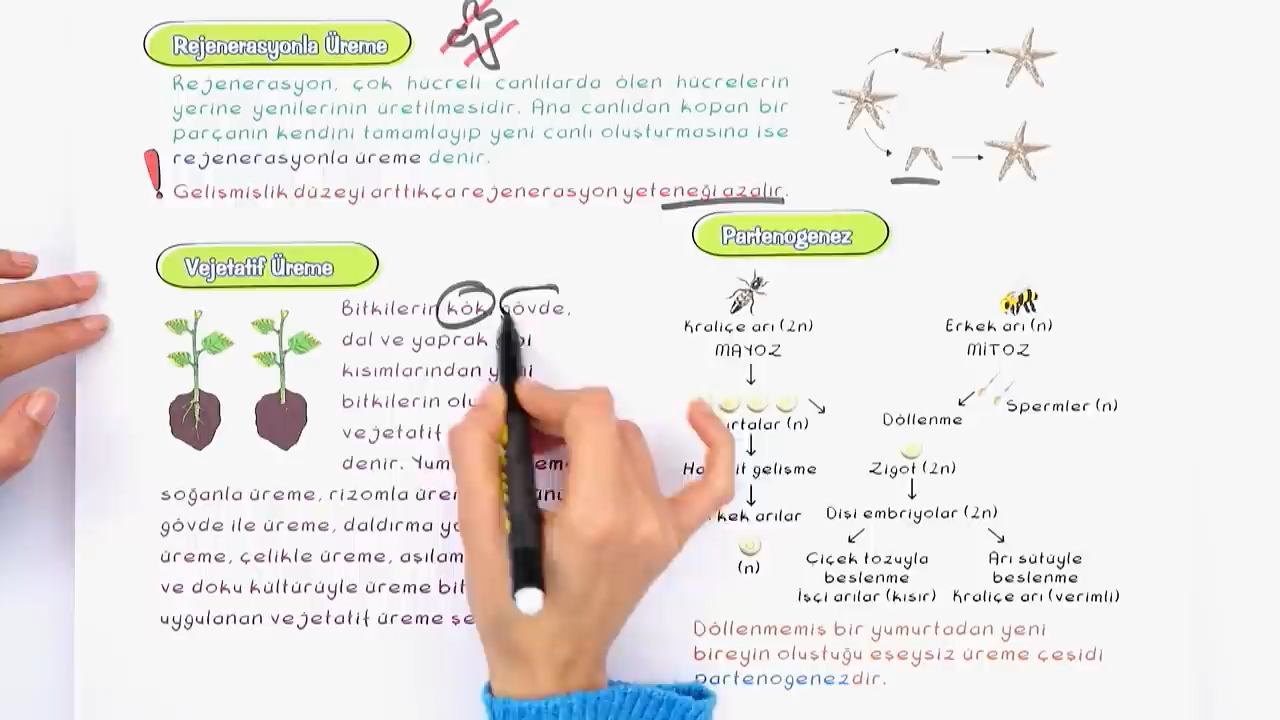 Rejenerasyonla Üreme
Rejenerasyon, çok hücreli canlılarda ölen hücrelerin
yerine yenilerinin üretilmesidir. Ana canlıdan kopan bir
parçanın kendini tamamlayıp yeni canlı oluşturmasına ise
rejenerasyonla üreme denir.
Gelişmişlik düzeyi arttıkça rejenerasyon yeteneği azalır.
Vejetatif Üreme
Bitkilerin kök, gövde,
dal ve yaprak
kısımlarından
bitkilerin
vejetatif
denir.
soğanla üreme, rizomla
gövde ile üreme, daldırma
üreme, çelikle üreme,
ve doku kültürüyle üreme
uygulanan vejetatif üreme
Partenogenez
Kraliçe arı (2n)
MAYOZ
(n)
gelişme
arılar
(n)
Erkek arı (n)
MİTOZ
Spermler (n)
Döllenme
Zigot (2n)
Dişi embriyolar (2n)
Çiçek tozuyla
beslenme
İşçi arılar (kısır)
Arı sütüyle
beslenme
Kraliçe arı (verimli)
Döllenmemiş bir yumurtadan yeni
bireyin oluştuğu eşeysiz üreme çeşidi
partenogenezdir.